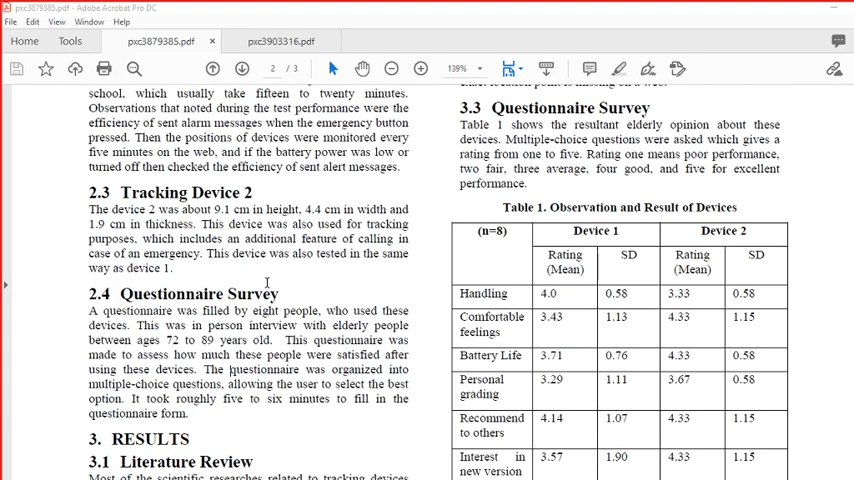 pxc3879385.pdf - Adobe Acrobat Pro DC
File Edit View Window Help
Home Tools pxc3879385.pdf × pxc3903316.pdf
2 / 3 139%
school, which usually take fifteen to twenty minutes.
Observations that noted during the test performance were the
efficiency of sent alarm messages when the emergency button
pressed. Then the positions of devices were monitored every
five minutes on the web, and if the battery power was low or
turned off then checked the efficiency of sent alert messages.
2.3 Tracking Device 2
The device 2 was about 9.1 cm in height, 4.4 cm in width and
1.9 cm in thickness. This device was also used for tracking
purposes, which includes an additional feature of calling in
case of an emergency. This device was also tested in the same
way as device 1.
2.4 Questionnaire Survey
A questionnaire was filled by eight people, who used these
devices. This was in person interview with elderly people
between ages 72 to 89 years old. This questionnaire was
made to assess how much these people were satisfied after
using these devices. The questionnaire was organized into
multiple-choice questions, allowing the user to select the best
option. It took roughly five to six minutes to fill in the
questionnaire form.
3. RESULTS
3.1 Literature Review
Most of the scientific researches related to tracking devices
3.3 Questionnaire Survey
Table 1 shows the resultant elderly opinion about these
devices. Multiple-choice questions were asked which gives a
rating from one to five. Rating one means poor performance,
two fair, three average, four good, and five for excellent
performance.
Table 1. Observation and Result of Devices
(n=8) Device 1 Device 2
Rating (Mean) SD Rating (Mean) SD
Handling 4.0 0.58 3.33 0.58
Comfortable feelings 3.43 1.13 4.33 1.15
Battery Life 3.71 0.76 4.33 0.58
Personal grading 3.29 1.11 3.67 0.58
Recommend to others 4.14 1.07 4.33 1.15
Interest in new version 3.57 1.90 4.33 1.15